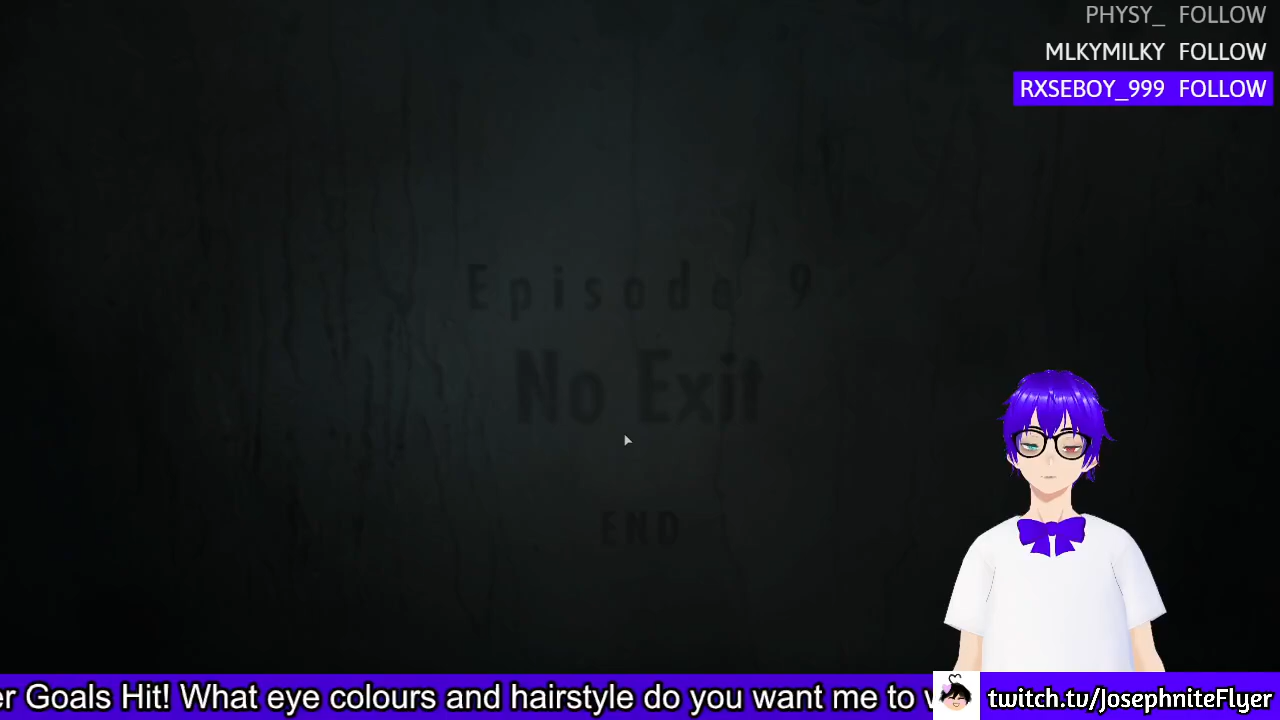 PHYSY_ FOLLOW
MLKYMILKY FOLLOW
RXSEBOY_999 FOLLOW
Episode 9
No Exit
END
er Goals Hit! What eye colours and hairstyle do you want me to
twitch.tv/JosephniteFlyer